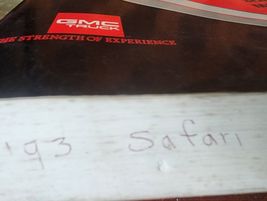 GMC
TRUCK
THE STRENGTH OF EXPERIENCE
'93 Safari